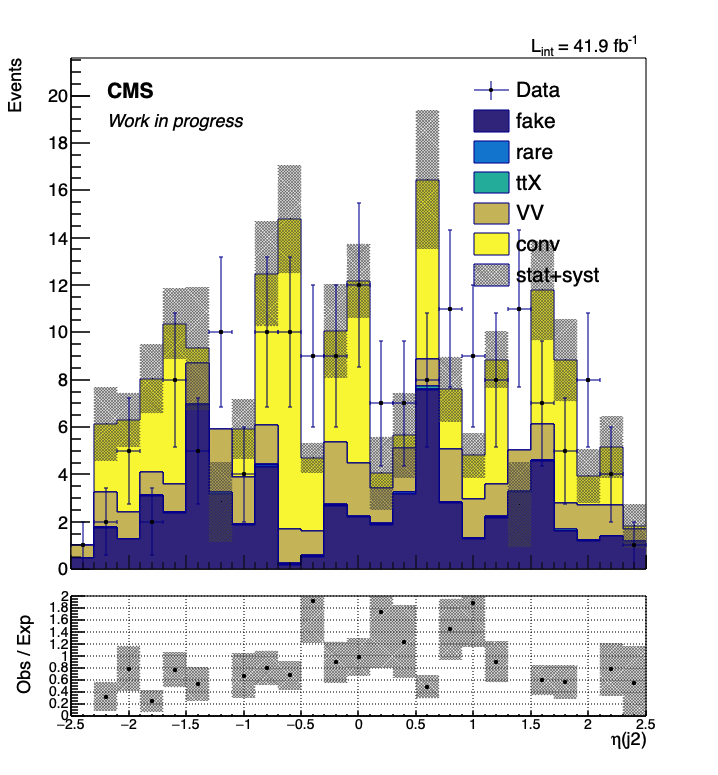 L_int = 41.9 fb^-1
Events
CMS
Work in progress
Data
fake
rare
ttX
VV
conv
stat+syst
20
18
16
14
12
10
8
6
4
2
0
Obs / Exp
2
1.8
1.6
1.4
1.2
1
0.8
0.6
0.4
0.2
0
−2.5 −2 −1.5 −1 −0.5 0 0.5 1 1.5 2 2.5
η(j2)